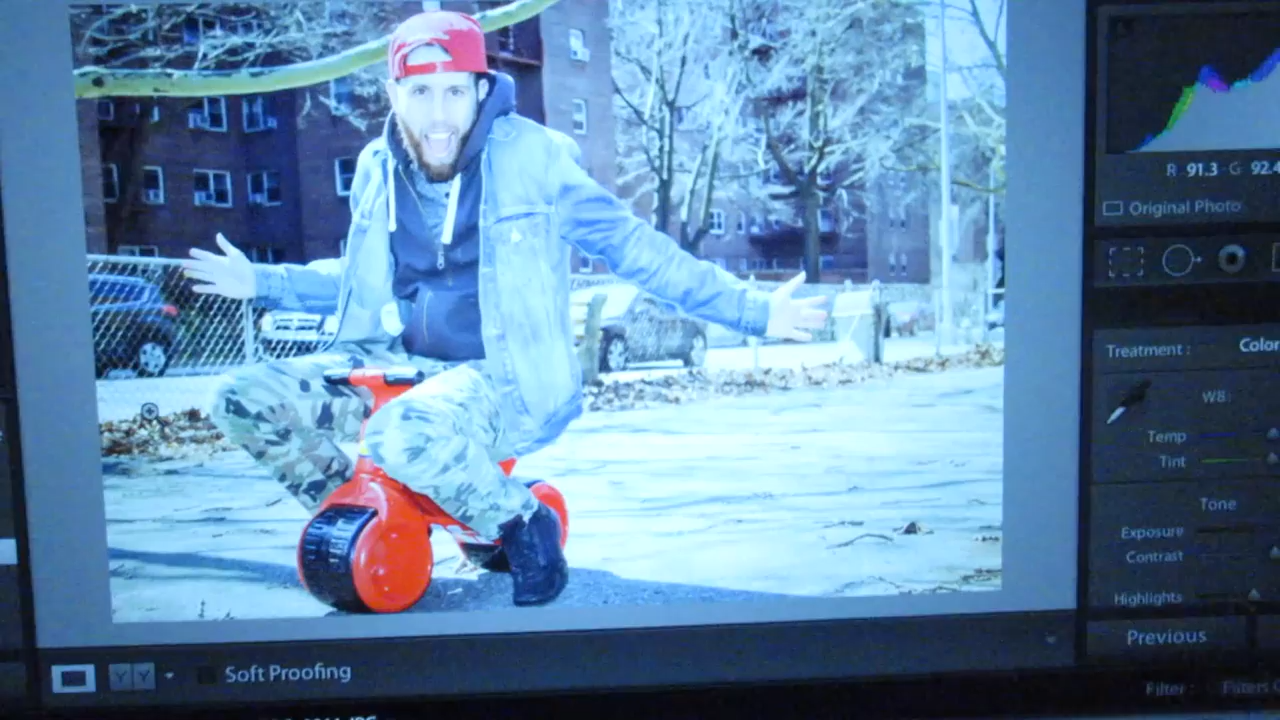 R 91.3 G 92.4
Original Photo
Treatment :
Color
WB:
Temp
Tint
Tone
Exposure
Contrast
Highlights
Previous
Soft Proofing
Filter :
Filters